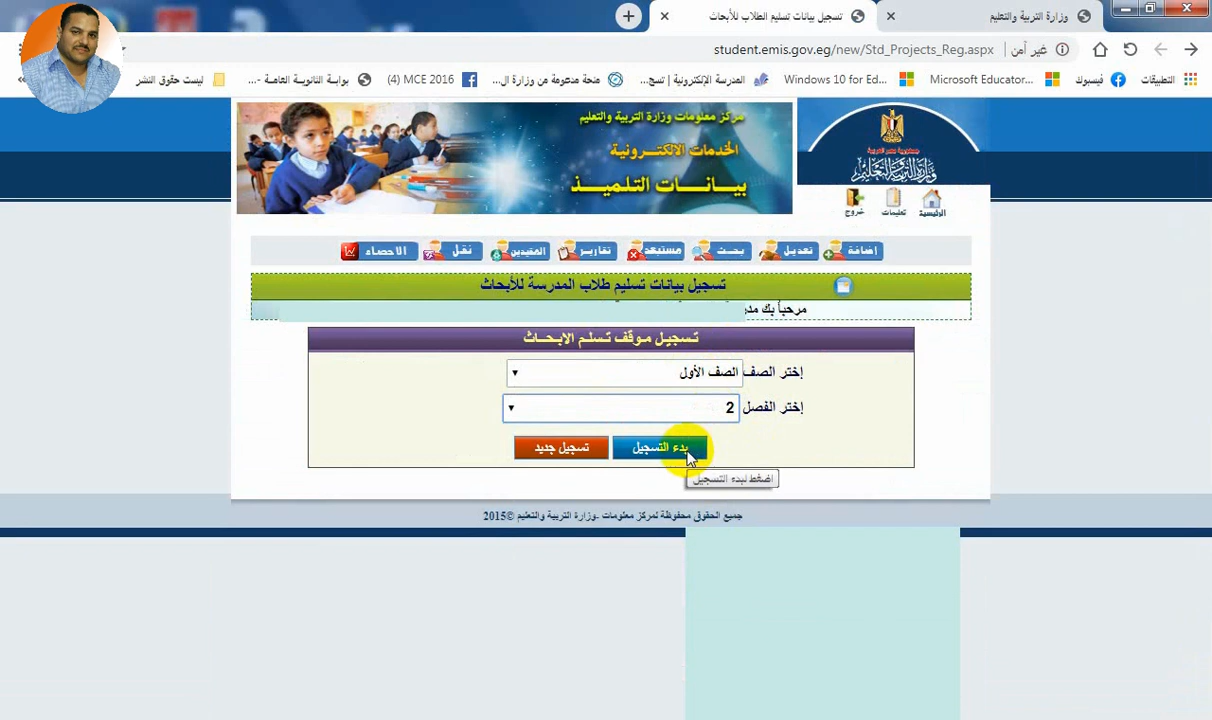 وزارة التربية والتعليم
تسجيل بيانات تسليم الطلاب للأبحاث
student.emis.gov.eg/new/Std_Projects_Reg.aspx
غير آمن
التطبيقات
فيسبوك
Microsoft Educator...
Windows 10 for Ed...
المدرسة الإلكترونية | تسج...
منحة مدعومة من وزارة ال...
(4) MCE 2016
بوابة الثانوية العامة -...
ليست حقوق النشر
مركز معلومات وزارة التربية والتعليم
الخدمات الالكترونية
بيانات التلميذ
جمهورية مصر العربية
وزارة التربية والتعليم
الرئيسية
تعليمات
خروج
إضافة
تعديل
بحث
مستبعد
تقارير
المقيدين
نقل
الاحصاء
تسجيل بيانات تسليم طلاب المدرسة للأبحاث
مرحباً بك مدر
تسجيل موقف تسلم الابحاث
إختر الصف
الصف الأول
إختر الفصل
2
بدء التسجيل
تسجيل جديد
اضغط لبدء التسجيل
جميع الحقوق محفوظة لمركز معلومات -وزارة التربية والتعليم ©2015